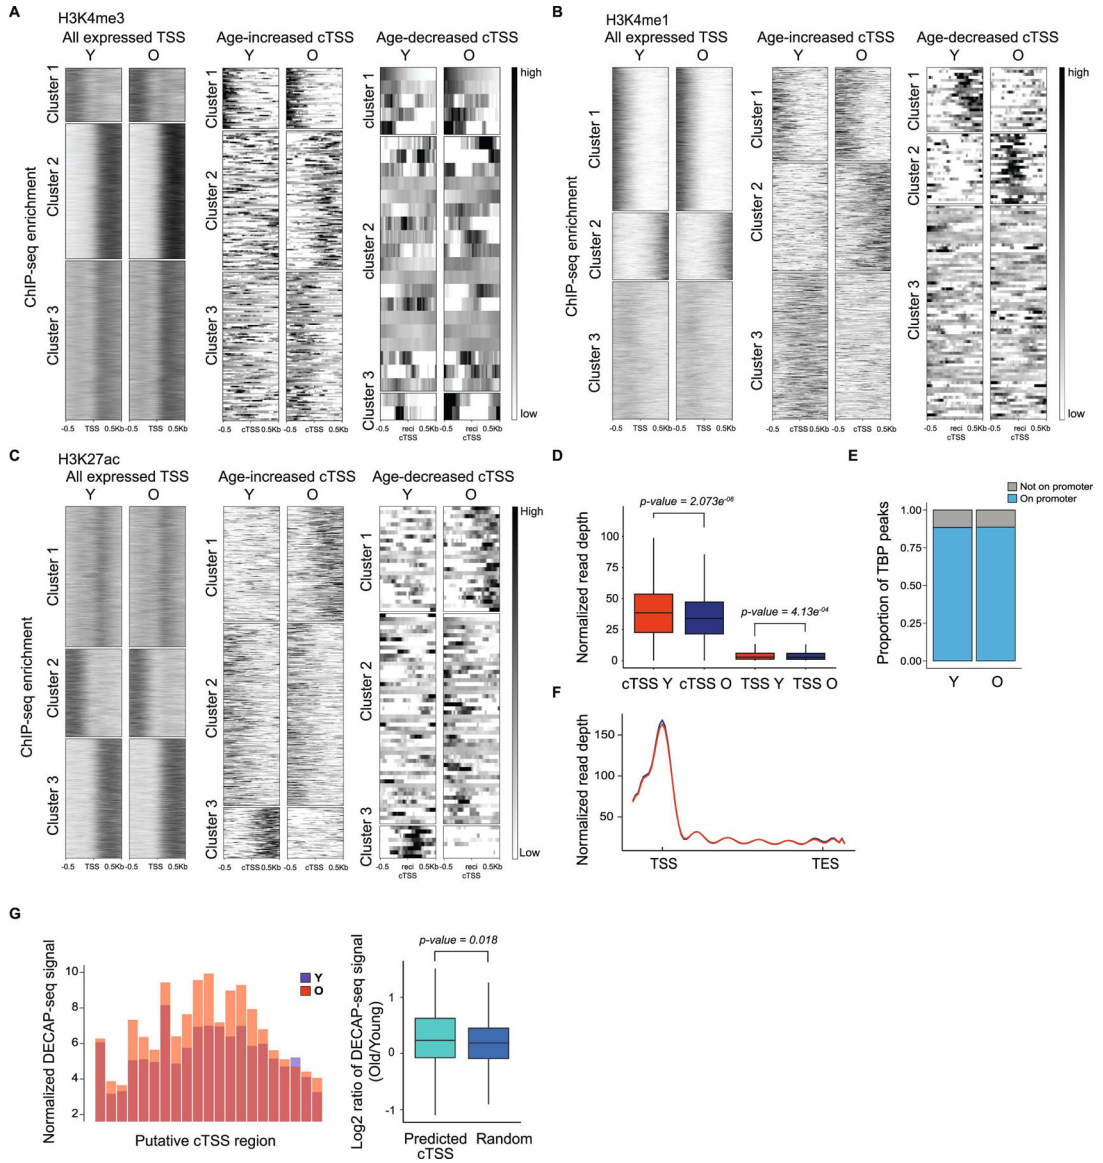 A
H3K4me3
All expressed TSS
Age-increased cTSS
Age-decreased cTSS
Y
O
Y
O
Y
O
ChIP-seq enrichment
Cluster 1
Cluster 2
Cluster 3
Cluster 1
Cluster 2
Cluster 3
Cluster 1
cluster 2
Cluster 3
high
low
-0.5 TSS 0.5Kb
-0.5 TSS 0.5Kb
-0.5 cTSS 0.5Kb
-0.5 cTSS 0.5Kb
-0.5 reci 0.5Kb
cTSS
-0.5 reci 0.5Kb
cTSS
B
H3K4me1
All expressed TSS
Age-increased cTSS
Age-decreased cTSS
Y
O
Y
O
Y
O
ChIP-seq enrichment
Cluster 1
Cluster 2
Cluster 3
Cluster 1
Cluster 2
Cluster 3
Cluster 1
Cluster 2
Cluster 3
high
low
-0.5 TSS 0.5Kb
-0.5 TSS 0.5Kb
-0.5 cTSS 0.5Kb
-0.5 cTSS 0.5Kb
-0.5 reci 0.5Kb
cTSS
-0.5 reci 0.5Kb
cTSS
C
H3K27ac
All expressed TSS
Age-increased cTSS
Age-decreased cTSS
Y
O
Y
O
Y
O
ChIP-seq enrichment
Cluster 1
Cluster 2
Cluster 3
Cluster 1
Cluster 2
Cluster 3
Cluster 1
Cluster 2
Cluster 3
High
Low
-0.5 TSS 0.5Kb
-0.5 TSS 0.5Kb
-0.5 cTSS 0.5Kb
-0.5 cTSS 0.5Kb
-0.5 reci 0.5Kb
cTSS
-0.5 reci 0.5Kb
cTSS
D
Normalized read depth
100
75
50
25
0
p-value = 2.073e-06
p-value = 4.13e-04
cTSS Y cTSS O TSS Y TSS O
E
Not on promoter
On promoter
Proportion of TBP peaks
1.00
0.75
0.50
0.25
0.00
Y
O
F
Normalized read depth
150
100
50
TSS
TES
G
Normalized DECAP-seq signal
10
8
6
4
2
Y
O
Putative cTSS region
Log2 ratio of DECAP-seq signal
(Old/Young)
1
0
-1
p-value = 0.018
Predicted
cTSS
Random